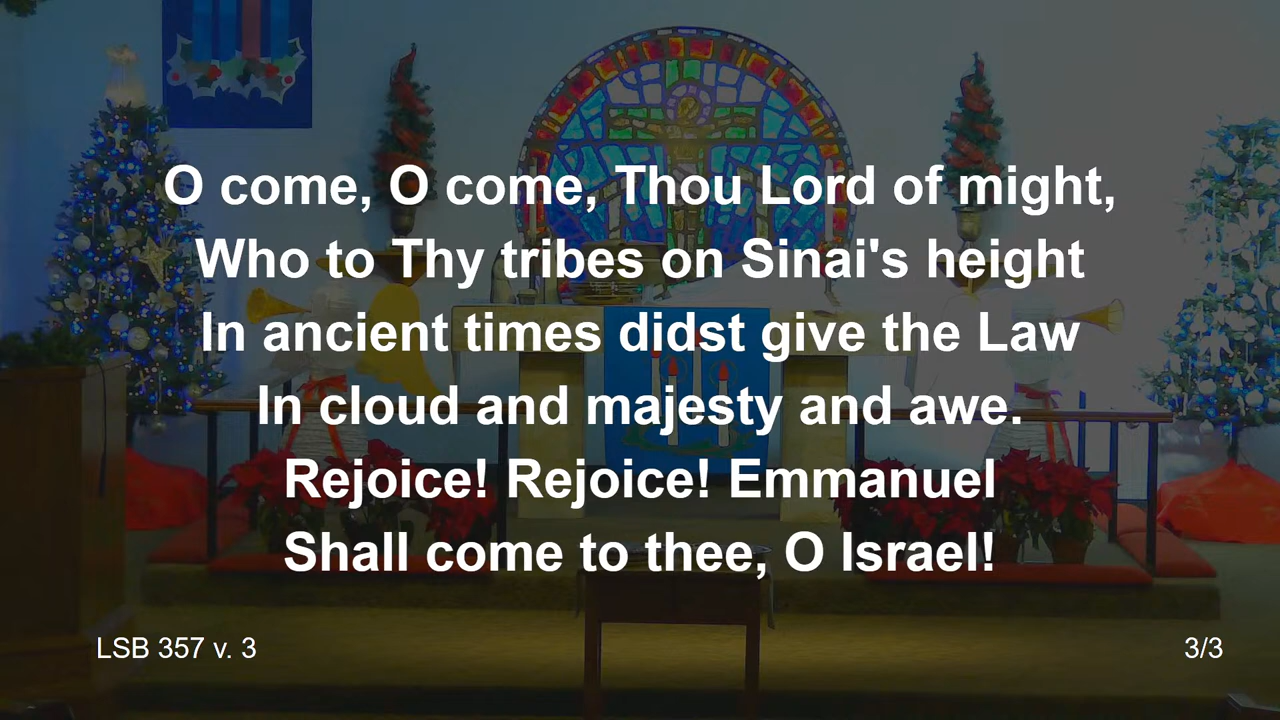 O come, O come, Thou Lord of might,
Who to Thy tribes on Sinai's height
In ancient times didst give the Law
In cloud and majesty and awe.
Rejoice! Rejoice! Emmanuel
Shall come to thee, O Israel!
LSB 357 v. 3
3/3